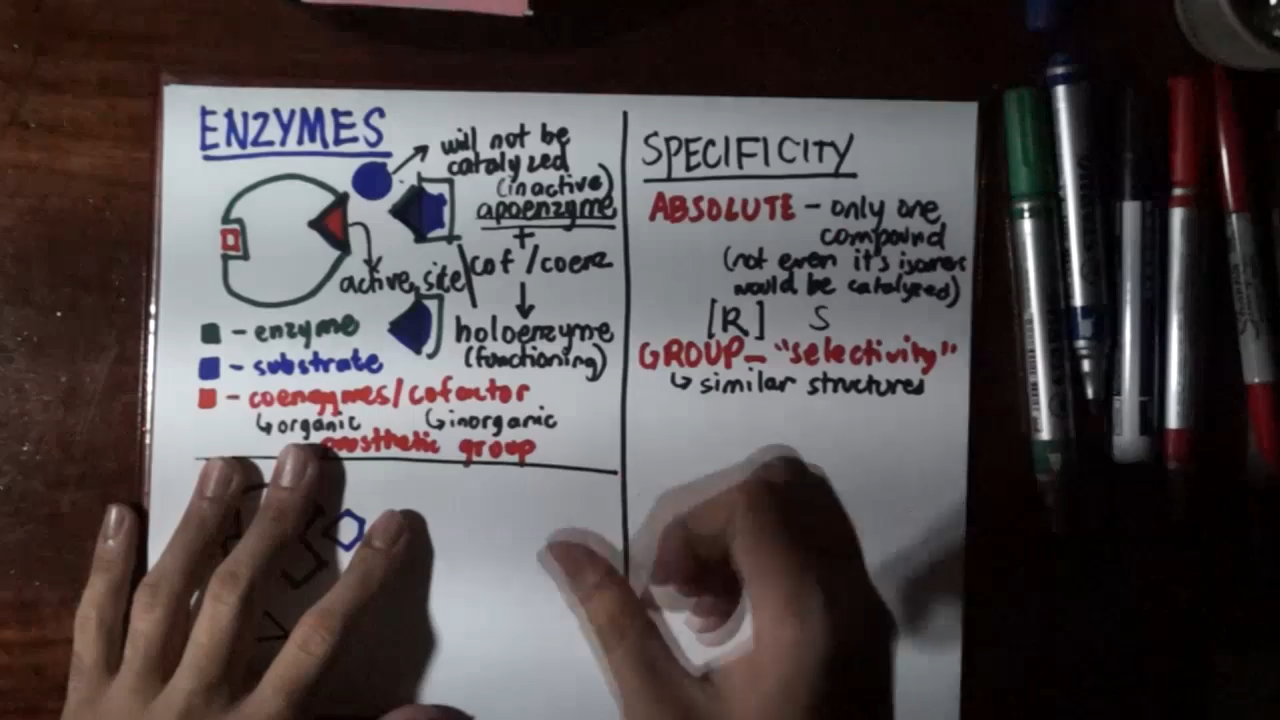 ENZYMES
will not be
catalyzed
(inactive)
apoenzyme
+
cof/coenz
active site
holoenzyme
(functioning)
- enzyme
- substrate
- coenzymes/cofactor
organic inorganic
prosthetic group
SPECIFICITY
ABSOLUTE - only one
compound
(not even it's isomers
would be catalyzed)
[R] S
GROUP - "selectivity"
similar structures